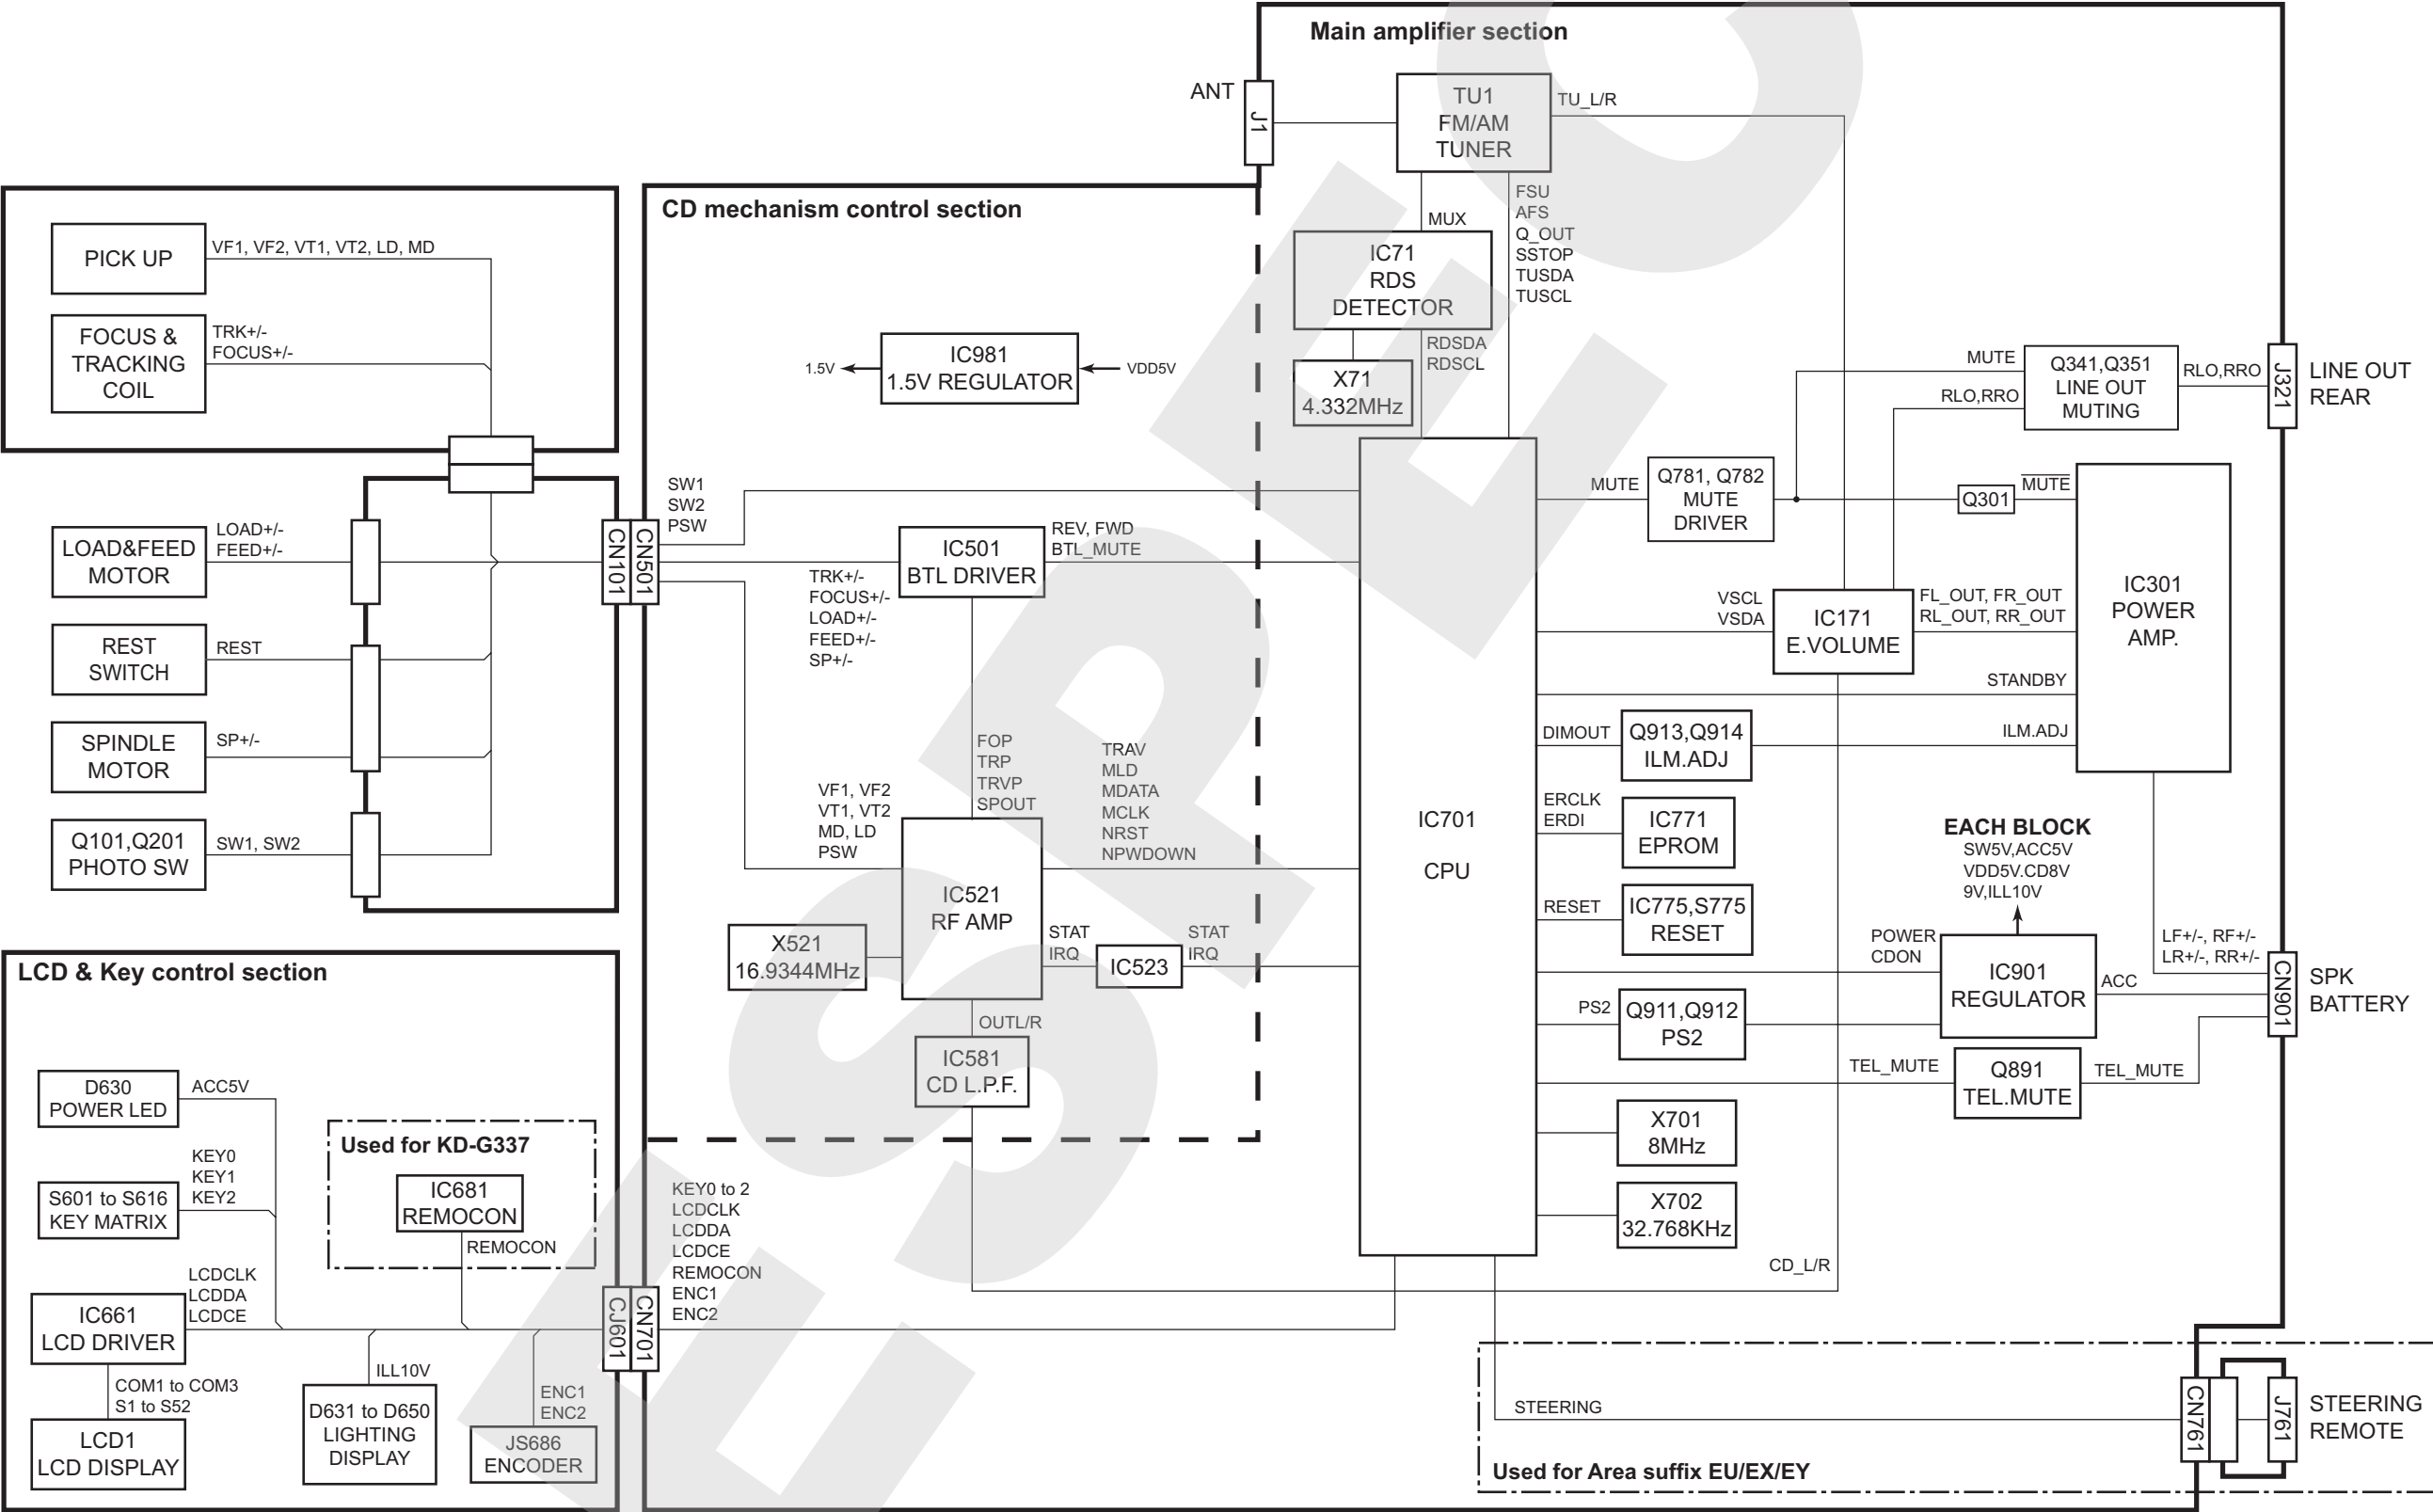 Main amplifier section
ANT
J1
TU1
FM/AM
TUNER
TU_L/R
FSU
AFS
Q_OUT
SSTOP
TUSDA
TUSCL
MUX
IC71
RDS
DETECTOR
RDSDA
RDSCL
X71
4.332MHz
CD mechanism control section
PICK UP
VF1, VF2, VT1, VT2, LD, MD
FOCUS &
TRACKING
COIL
TRK+/-
FOCUS+/-
1.5V
IC981
1.5V REGULATOR
VDD5V
MUTE
RLO,RRO
Q341,Q351
LINE OUT
MUTING
RLO,RRO
J321
LINE OUT
REAR
LOAD&FEED
MOTOR
LOAD+/-
FEED+/-
REST
SWITCH
REST
SPINDLE
MOTOR
SP+/-
Q101,Q201
PHOTO SW
SW1, SW2
CN101
CN501
SW1
SW2
PSW
IC501
BTL DRIVER
REV, FWD
BTL_MUTE
TRK+/-
FOCUS+/-
LOAD+/-
FEED+/-
SP+/-
FOP
TRP
TRVP
SPOUT
TRAV
MLD
MDATA
MCLK
NRST
NPWDOWN
VF1, VF2
VT1, VT2
MD, LD
PSW
IC521
RF AMP
X521
16.9344MHz
STAT
IRQ
IC523
STAT
IRQ
OUTL/R
IC581
CD L.P.F.
IC701
CPU
MUTE
Q781, Q782
MUTE
DRIVER
Q301
MUTE
IC301
POWER
AMP.
VSCL
VSDA
IC171
E.VOLUME
FL_OUT, FR_OUT
RL_OUT, RR_OUT
STANDBY
DIMOUT
Q913,Q914
ILM.ADJ
ILM.ADJ
ERCLK
ERDI
IC771
EPROM
EACH BLOCK
SW5V,ACC5V
VDD5V.CD8V
9V,ILL10V
RESET
IC775,S775
RESET
POWER
CDON
IC901
REGULATOR
ACC
LF+/-, RF+/-
LR+/-, RR+/-
CN901
SPK
BATTERY
PS2
Q911,Q912
PS2
TEL_MUTE
Q891
TEL.MUTE
TEL_MUTE
X701
8MHz
X702
32.768KHz
CD_L/R
LCD & Key control section
D630
POWER LED
ACC5V
S601 to S616
KEY MATRIX
KEY0
KEY1
KEY2
Used for KD-G337
IC681
REMOCON
REMOCON
IC661
LCD DRIVER
LCDCLK
LCDDA
LCDCE
COM1 to COM3
S1 to S52
LCD1
LCD DISPLAY
ILL10V
D631 to D650
LIGHTING
DISPLAY
ENC1
ENC2
JS686
ENCODER
CJ601
CN701
KEY0 to 2
LCDCLK
LCDDA
LCDCE
REMOCON
ENC1
ENC2
STEERING
CN761
J761
STEERING
REMOTE
Used for Area suffix EU/EX/EY
ESPEC